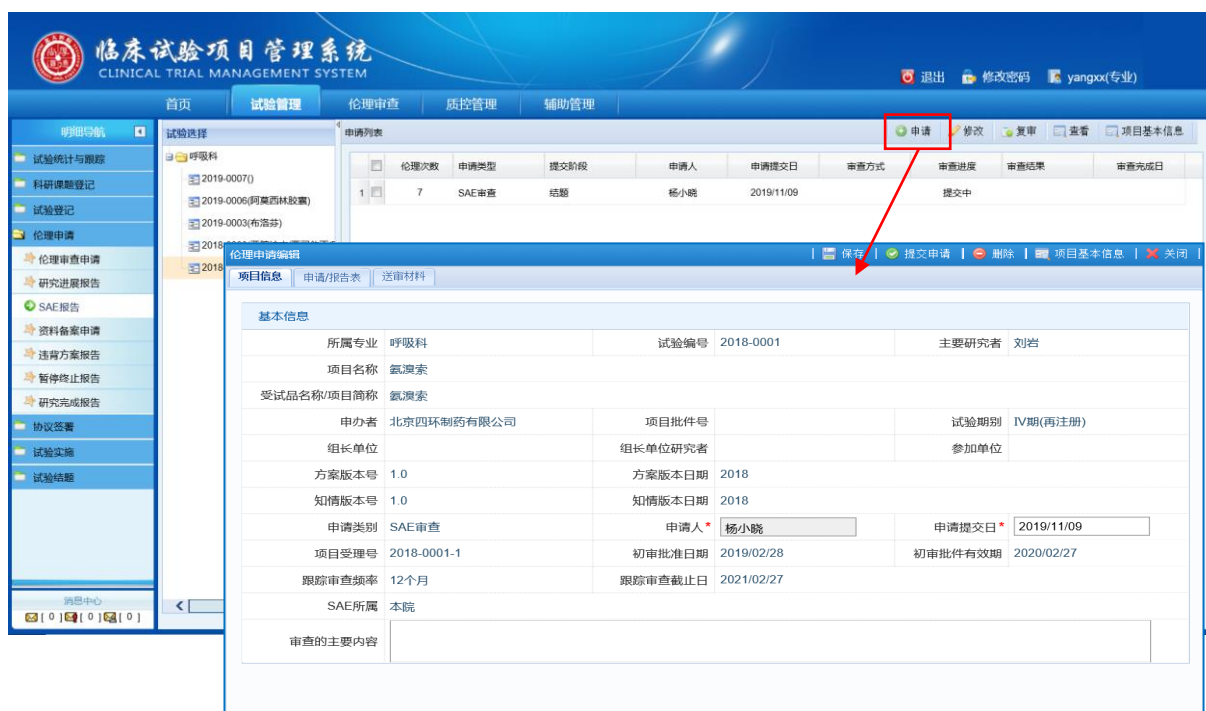 临床试验项目管理系统
CLINICAL TRIAL MANAGEMENT SYSTEM
退出 修改密码 yangxx(专业)
首页 试验管理 伦理审查 质控管理 辅助管理
明细导航
试验统计与跟踪
科研课题登记
试验登记
伦理申请
伦理审查申请
研究进展报告
SAE报告
资料备案申请
违背方案报告
暂停终止报告
研究完成报告
协议签署
试验实施
试验结题
消息中心
[ 0 ] [ 0 ] [ 0 ]
试验选择
呼吸科
2019-0007()
2019-0006(阿莫西林胶囊)
2019-0003(布洛芬)
2018
2018
申请列表
申请 修改 复审 查看 项目基本信息
伦理次数 申请类型 提交阶段 申请人 申请提交日 审查方式 审查进度 审查结果 审查完成日
1 7 SAE审查 结题 杨小晓 2019/11/09 提交中
伦理申请编辑
保存 提交申请 删除 项目基本信息 关闭
项目信息 申请/报告表 送审材料
基本信息
所属专业 呼吸科 试验编号 2018-0001 主要研究者 刘岩
项目名称 氨溴索
受试品名称/项目简称 氨溴索
申办者 北京四环制药有限公司 项目批件号 试验期别 IV期(再注册)
组长单位 组长单位研究者 参加单位
方案版本号 1.0 方案版本日期 2018
知情版本号 1.0 知情版本日期 2018
申请类别 SAE审查 申请人* 杨小晓 申请提交日* 2019/11/09
项目受理号 2018-0001-1 初审批准日期 2019/02/28 初审批件有效期 2020/02/27
跟踪审查频率 12个月 跟踪审查截止日 2021/02/27
SAE所属 本院
审查的主要内容